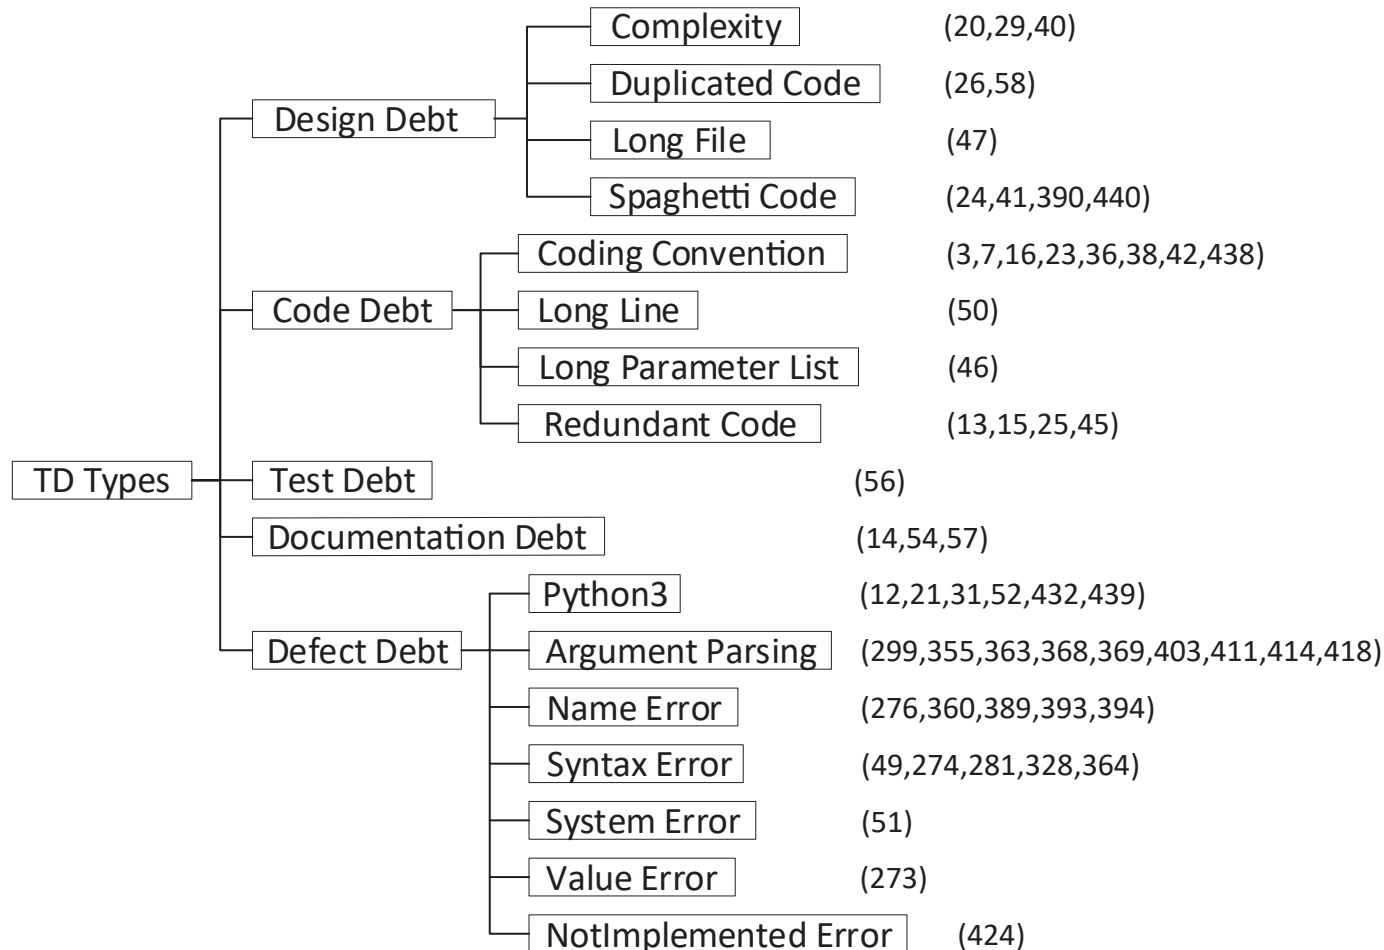 Complexity (20,29,40)
Duplicated Code (26,58)
Design Debt
Long File (47)
Spaghetti Code (24,41,390,440)
Coding Convention (3,7,16,23,36,38,42,438)
Code Debt Long Line (50)
Long Parameter List (46)
Redundant Code (13,15,25,45)
TD Types Test Debt (56)
Documentation Debt (14,54,57)
Python3 (12,21,31,52,432,439)
Defect Debt Argument Parsing (299,355,363,368,369,403,411,414,418)
Name Error (276,360,389,393,394)
Syntax Error (49,274,281,328,364)
System Error (51)
Value Error (273)
NotImplemented Error (424)